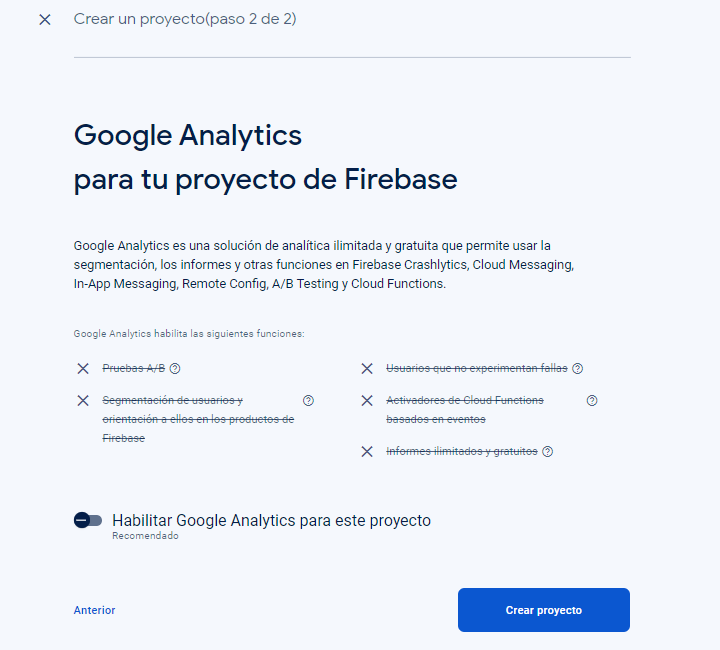 Crear un proyecto(paso 2 de 2)
Google Analytics
para tu proyecto de Firebase
Google Analytics es una solución de analítica ilimitada y gratuita que permite usar la
segmentación, los informes y otras funciones en Firebase Crashlytics, Cloud Messaging,
In-App Messaging, Remote Config, A/B Testing y Cloud Functions.
Google Analytics habilita las siguientes funciones:
Pruebas A/B
Segmentación de usuarios y
orientación a ellos en los productos de
Firebase
Usuarios que no experimentan fallas
Activadores de Cloud Functions
basados en eventos
Informes ilimitados y gratuitos
Habilitar Google Analytics para este proyecto
Recomendado
Anterior
Crear proyecto